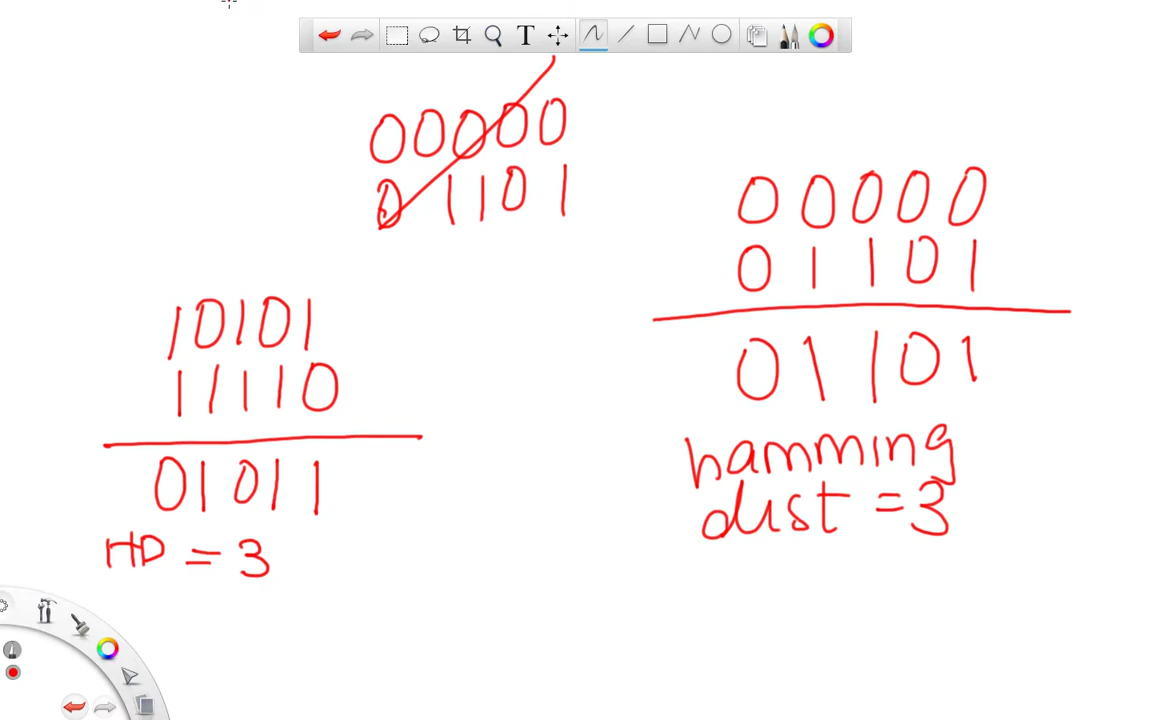 00000
01101
00000
01101
01101
hamming
dist = 3
10101
11110
01011
HD = 3
T